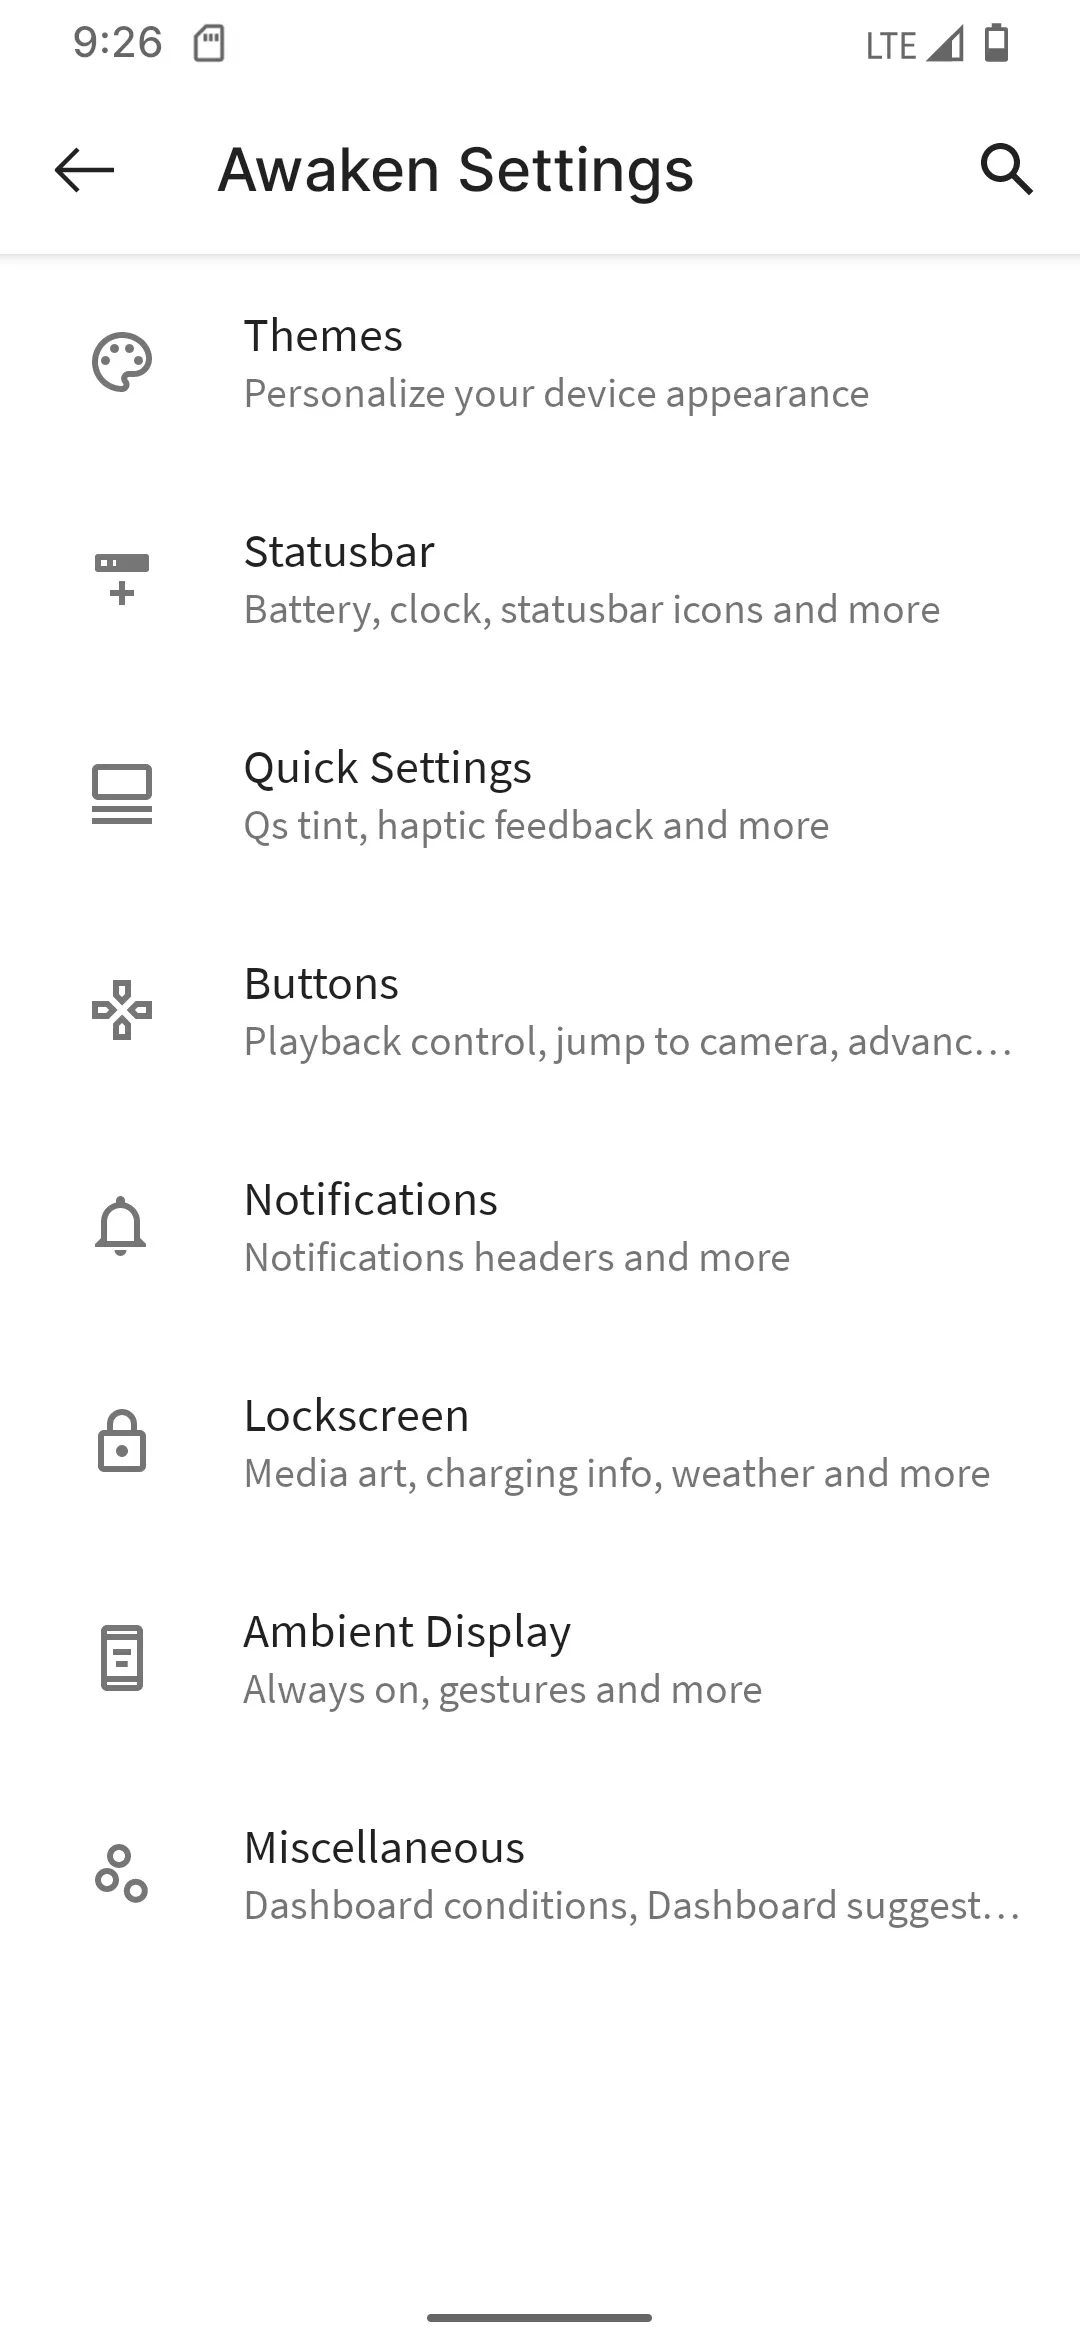 9:26
LTE
Awaken Settings
Themes
Personalize your device appearance
Statusbar
Battery, clock, statusbar icons and more
Quick Settings
Qs tint, haptic feedback and more
Buttons
Playback control, jump to camera, advanc…
Notifications
Notifications headers and more
Lockscreen
Media art, charging info, weather and more
Ambient Display
Always on, gestures and more
Miscellaneous
Dashboard conditions, Dashboard suggest…